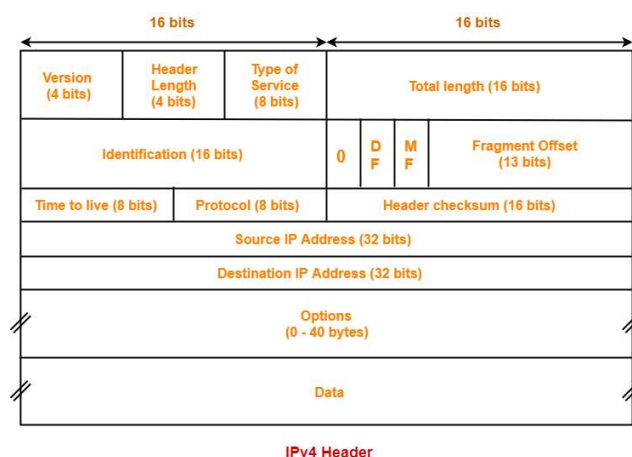 16 bits 16 bits
Version
(4 bits)
Header
Length
(4 bits)
Type of
Service
(8 bits)
Total length (16 bits)
Identification (16 bits)
0
D
F
M
F
Fragment Offset
(13 bits)
Time to live (8 bits)
Protocol (8 bits)
Header checksum (16 bits)
Source IP Address (32 bits)
Destination IP Address (32 bits)
Options
(0 - 40 bytes)
Data
IPv4 Header